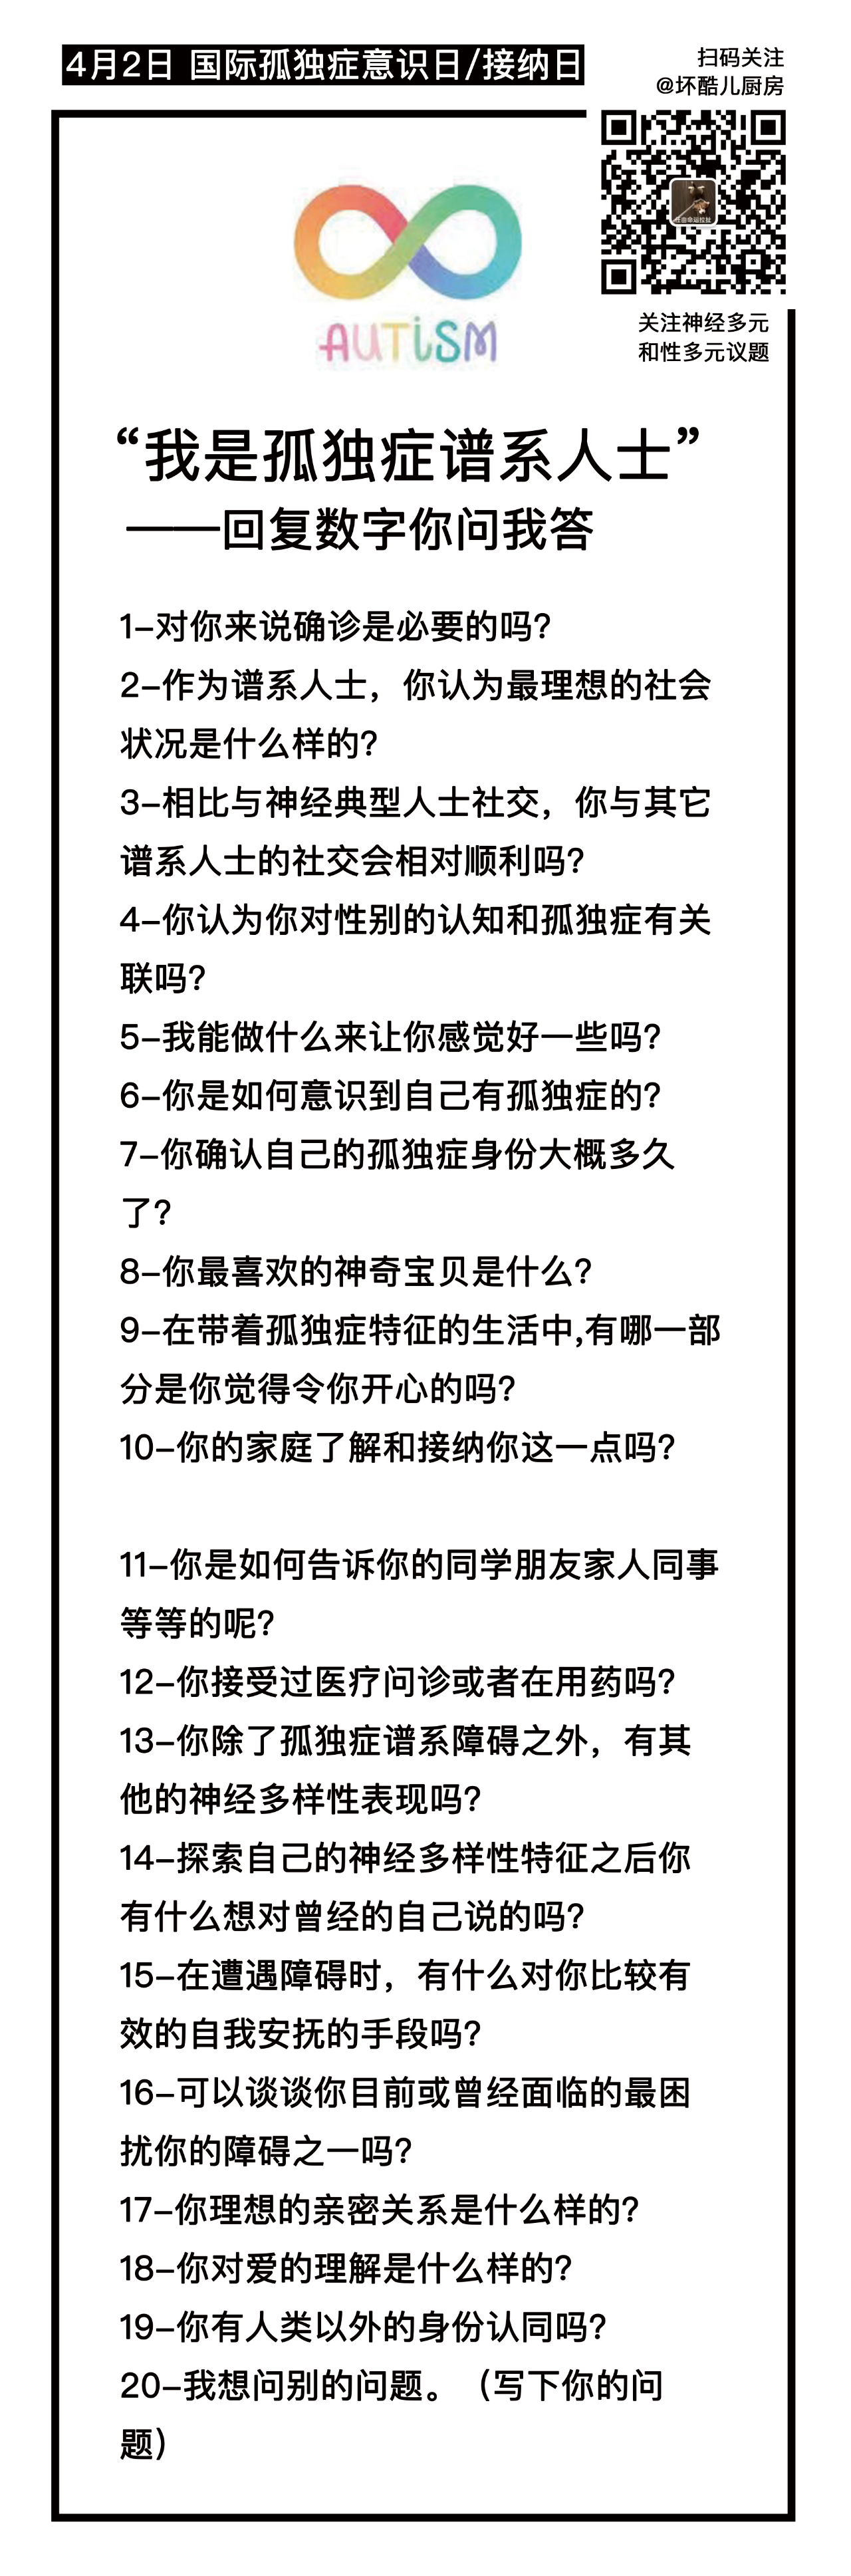 4月2日 国际孤独症意识日/接纳日
扫码关注
@坏酷儿厨房
关注神经多元
和性多元议题
AUTiSM
“我是孤独症谱系人士”
——回复数字你问我答
1–对你来说确诊是必要的吗?
2–作为谱系人士，你认为最理想的社会
状况是什么样的?
3–相比与神经典型人士社交，你与其它
谱系人士的社交会相对顺利吗?
4–你认为你对性别的认知和孤独症有关
联吗?
5–我能做什么来让你感觉好一些吗?
6–你是如何意识到自己有孤独症的?
7–你确认自己的孤独症身份大概多久
了?
8–你最喜欢的神奇宝贝是什么?
9–在带着孤独症特征的生活中,有哪一部
分是你觉得令你开心的吗?
10–你的家庭了解和接纳你这一点吗?
11–你是如何告诉你的同学朋友家人同事
等等的呢?
12–你接受过医疗问诊或者在用药吗?
13–你除了孤独症谱系障碍之外，有其
他的神经多样性表现吗?
14–探索自己的神经多样性特征之后你
有什么想对曾经的自己说的吗?
15–在遭遇障碍时，有什么对你比较有
效的自我安抚的手段吗?
16–可以谈谈你目前或曾经面临的最困
扰你的障碍之一吗?
17–你理想的亲密关系是什么样的?
18–你对爱的理解是什么样的?
19–你有人类以外的身份认同吗?
20–我想问别的问题。（写下你的问
题）